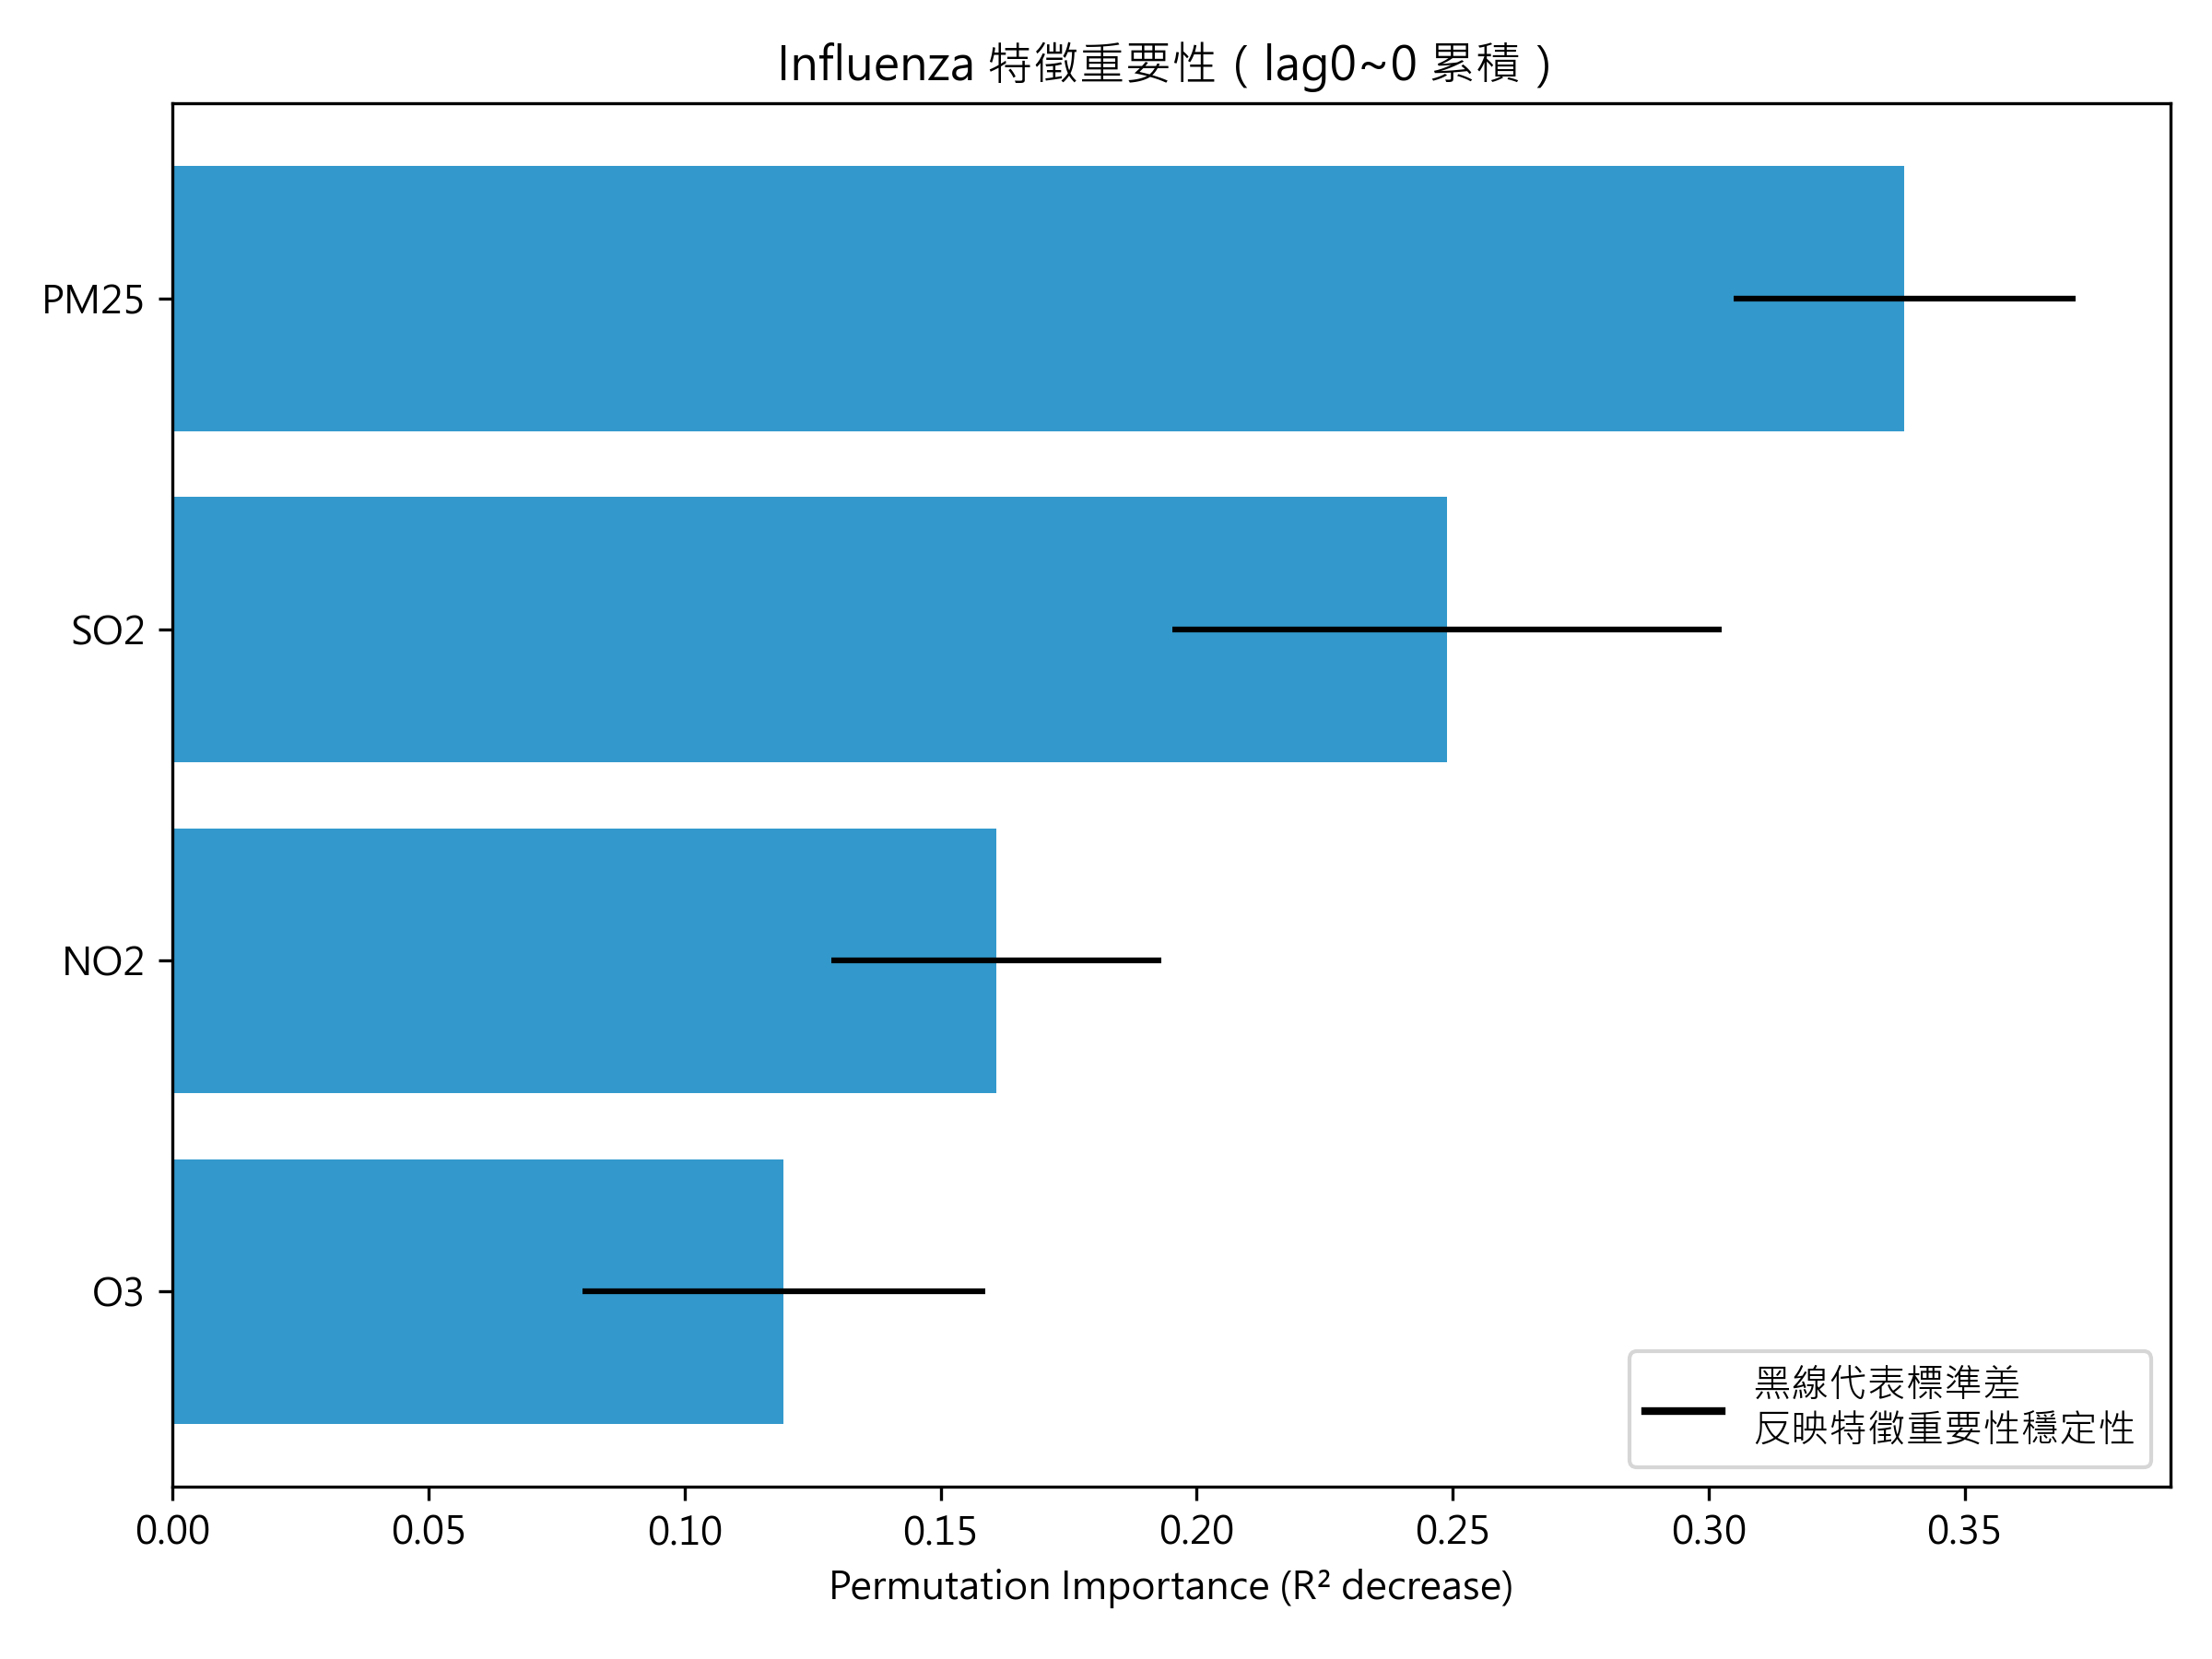 Influenza 特徵重要性 ( lag0~0 累積 )
PM25
SO2
NO2
O3
黑線代表標準差
反映特徵重要性穩定性
0.00 0.05 0.10 0.15 0.20 0.25 0.30 0.35
Permutation Importance (R² decrease)